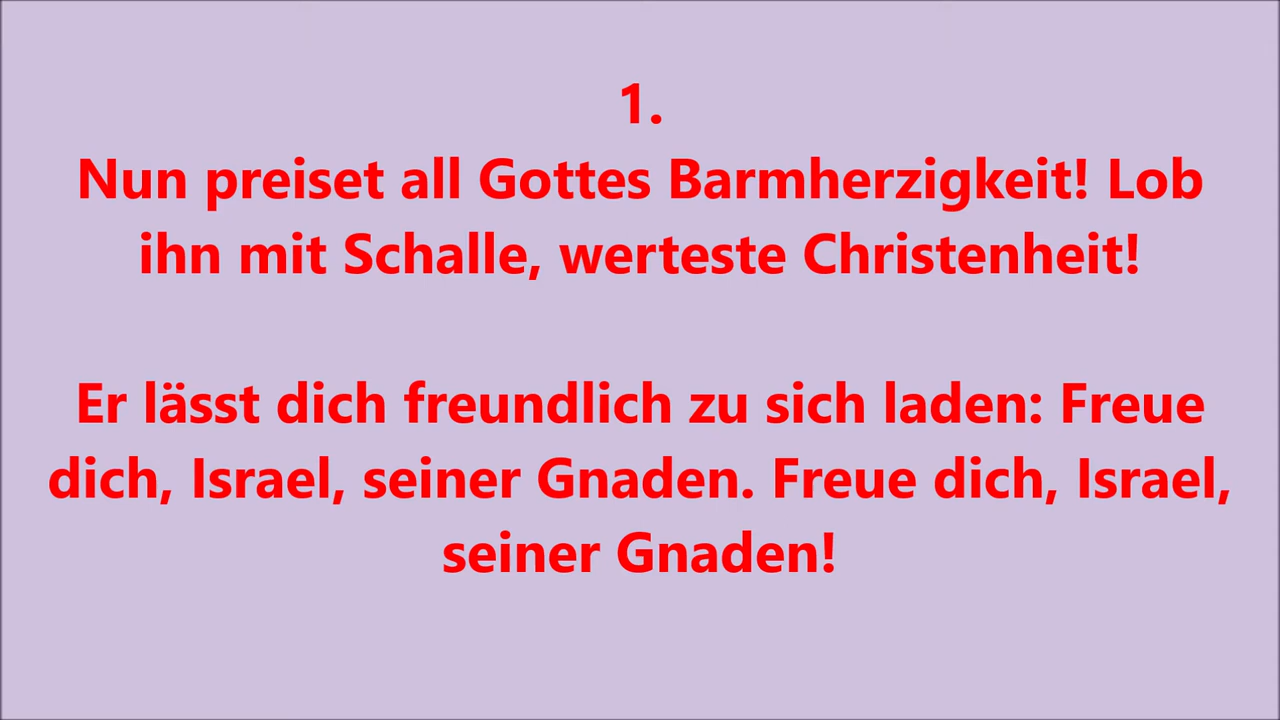 1.
Nun preiset all Gottes Barmherzigkeit! Lob
ihn mit Schalle, werteste Christenheit!
Er lässt dich freundlich zu sich laden: Freue
dich, Israel, seiner Gnaden. Freue dich, Israel,
seiner Gnaden!